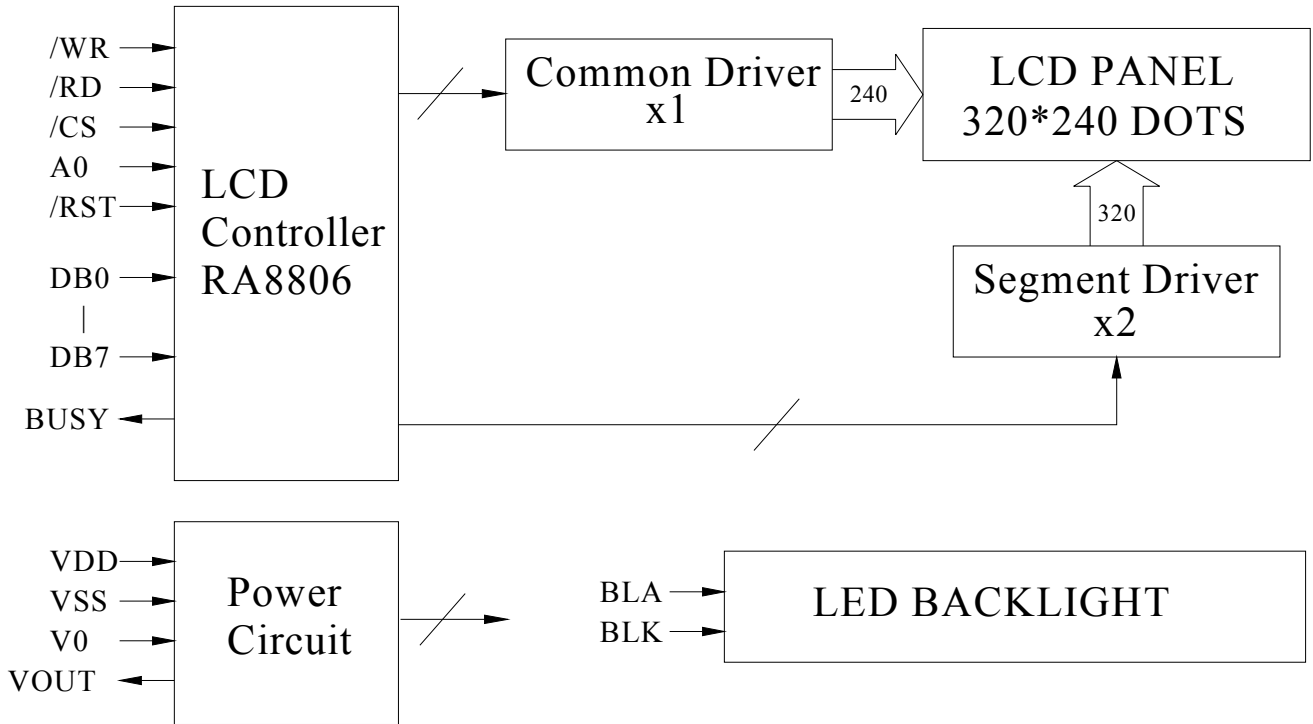 /WR
/RD
/CS
A0
/RST
DB0
|
DB7
BUSY
LCD
Controller
RA8806
Common Driver
x1
240
LCD PANEL
320*240 DOTS
320
Segment Driver
x2
VDD
VSS
V0
VOUT
Power
Circuit
BLA
BLK
LED BACKLIGHT